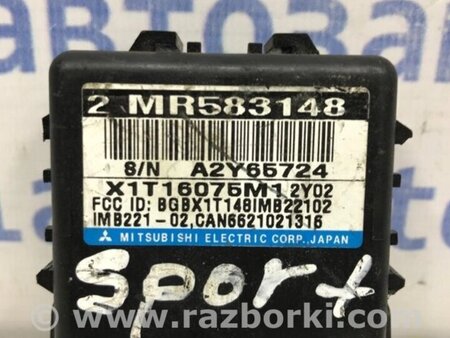 2 MR583148
S/N A2Y65724
X1T16075M1 2Y02
FCC ID: BGBX1T148IMB22102
IMB221-02,CAN6621021316
MITSUBISHI ELECTRIC CORP., JAPAN
Sport
www.razborki.com